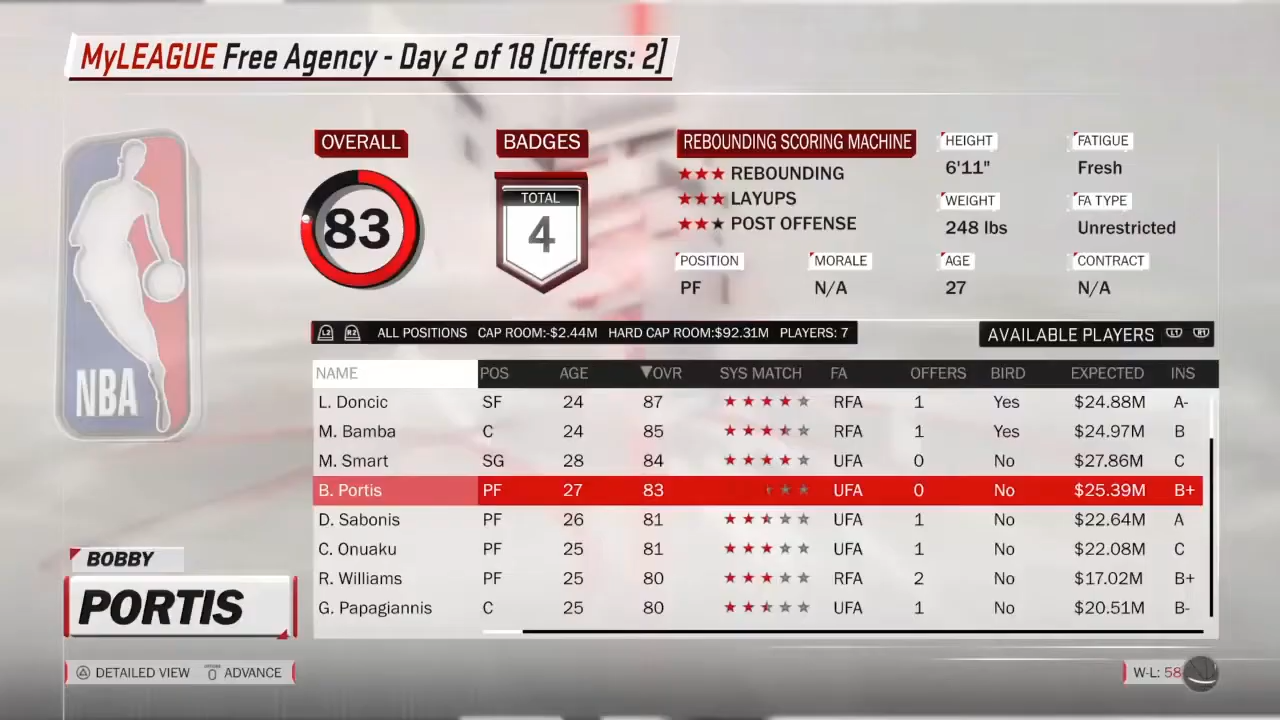 MyLEAGUE Free Agency - Day 2 of 18 [Offers: 2]
OVERALL
83
BADGES
TOTAL
4
REBOUNDING SCORING MACHINE
★★★ REBOUNDING
★★★ LAYUPS
★★★ POST OFFENSE
HEIGHT
6'11"
FATIGUE
Fresh
WEIGHT
248 lbs
FA TYPE
Unrestricted
POSITION
PF
MORALE
N/A
AGE
27
CONTRACT
N/A
NBA
L2 R2 ALL POSITIONS CAP ROOM:-$2.44M HARD CAP ROOM:$92.31M PLAYERS: 7
AVAILABLE PLAYERS L1 R1
NAME POS AGE ▼OVR SYS MATCH FA OFFERS BIRD EXPECTED INS
L. Doncic SF 24 87 ★★★★★ RFA 1 Yes $24.88M A-
M. Bamba C 24 85 ★★★★★ RFA 1 Yes $24.97M B
M. Smart SG 28 84 ★★★★★ UFA 0 No $27.86M C
B. Portis PF 27 83 ★★★ UFA 0 No $25.39M B+
D. Sabonis PF 26 81 ★★★★★ UFA 1 No $22.64M A
C. Onuaku PF 25 81 ★★★★★ UFA 1 No $22.08M C
R. Williams PF 25 80 ★★★★★ RFA 2 No $17.02M B+
G. Papagiannis C 25 80 ★★★★★ UFA 1 No $20.51M B-
BOBBY
PORTIS
DETAILED VIEW OPTIONS ADVANCE
W-L: 58